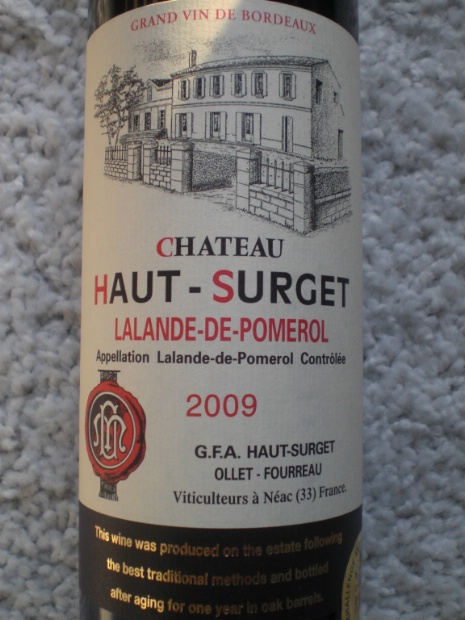 GRAND VIN DE BORDEAUX
CHATEAU
HAUT-SURGET
LALANDE-DE-POMEROL
Appellation Lalande-de-Pomerol Contrôlée
2009
G.F.A. HAUT-SURGET
OLLET - FOURREAU
Viticulteurs à Néac (33) France.
This wine was produced on the estate following
the best traditional methods and bottled
after aging for one year in oak barrels.